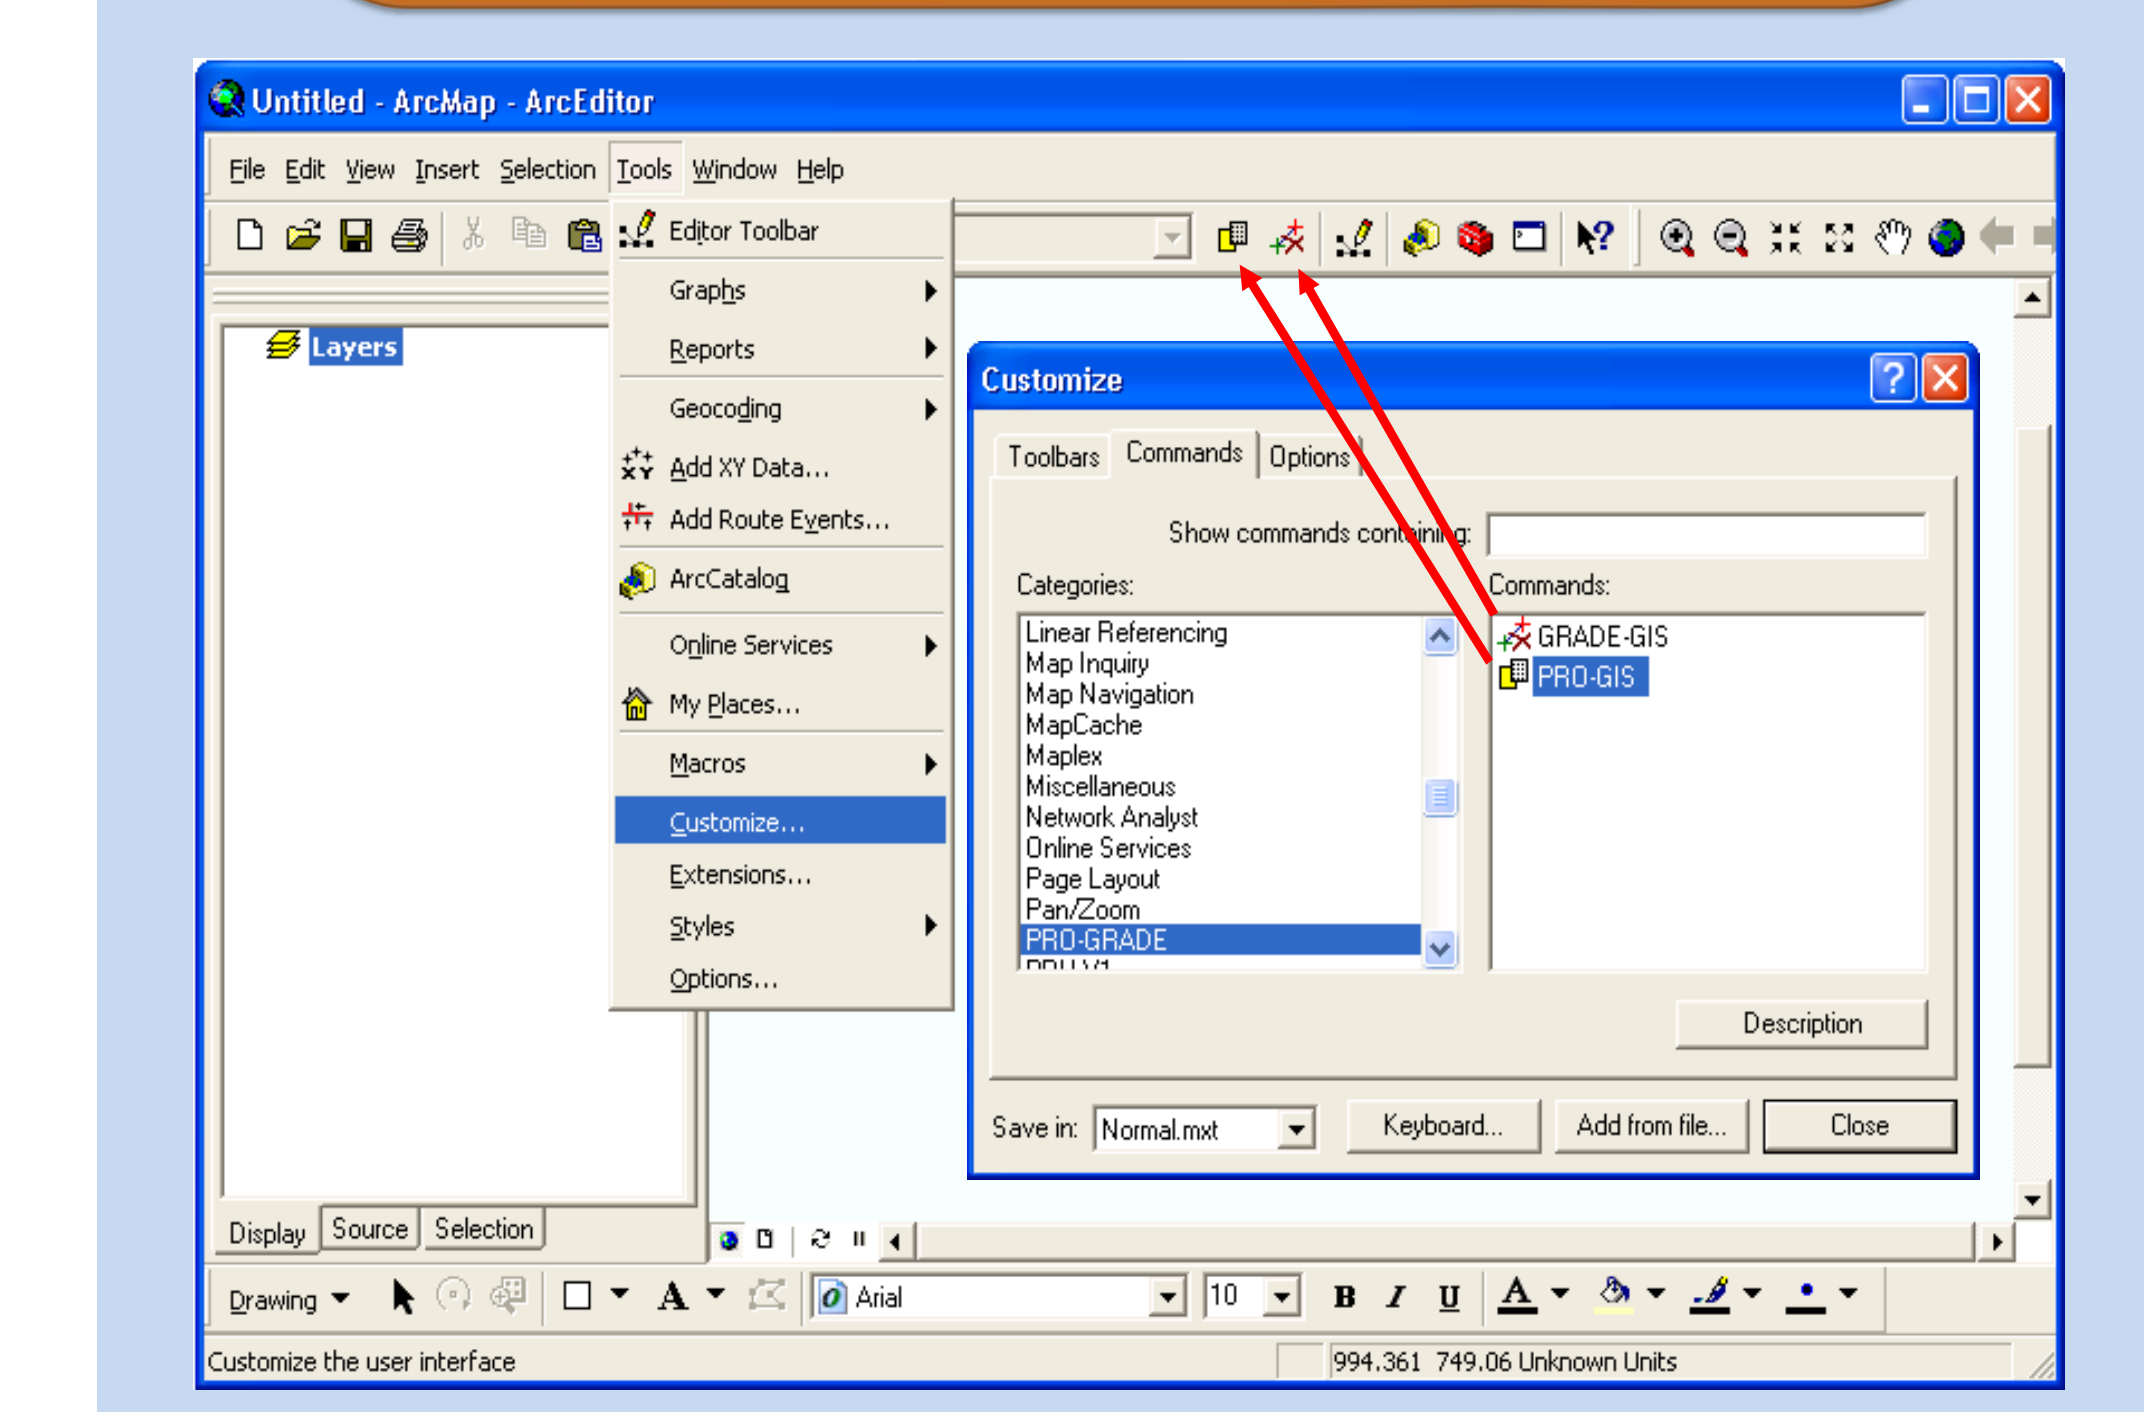 Untitled - ArcMap - ArcEditor
File Edit View Insert Selection Tools Window Help
Editor Toolbar
Graphs
Reports
Geocoding
Add XY Data...
Add Route Events...
ArcCatalog
Online Services
My Places...
Macros
Customize...
Extensions...
Styles
Options...
Layers
Customize
Toolbars Commands Options
Show commands containing:
Categories:
Linear Referencing
Map Inquiry
Map Navigation
MapCache
Maplex
Miscellaneous
Network Analyst
Online Services
Page Layout
Pan/Zoom
PRO-GRADE
Commands:
GRADE-GIS
PRO-GIS
Description
Save in: Normal.mxt Keyboard... Add from file... Close
Display Source Selection
Drawing A Arial 10 B I U A
Customize the user interface 994.361 749.06 Unknown Units